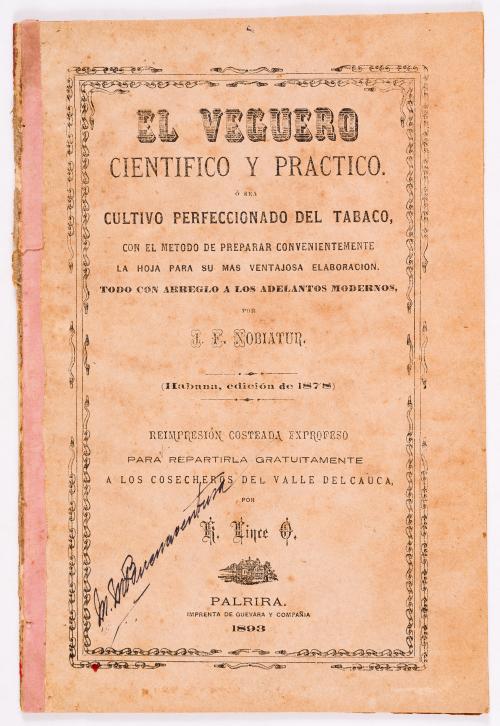 EL VEGUERO
CIENTIFICO Y PRACTICO.
Ó SEA
CULTIVO PERFECCIONADO DEL TABACO,
CON EL METODO DE PREPARAR CONVENIENTEMENTE
LA HOJA PARA SU MAS VENTAJOSA ELABORACION.
TODO CON ARREGLO A LOS ADELANTOS MODERNOS,
POR
J. F. NOBIATUR.
(Habana, edición de 1878)
REIMPRESIÓN COSTEADA EXPROFESO
PARA REPARTIRLA GRATUITAMENTE
A LOS COSECHEROS DEL VALLE DEL CAUCA,
POR
Lince O.
M. M. Buenaventura
PALRIRA.
IMPRENTA DE GUEVARA Y COMPAÑIA
1893